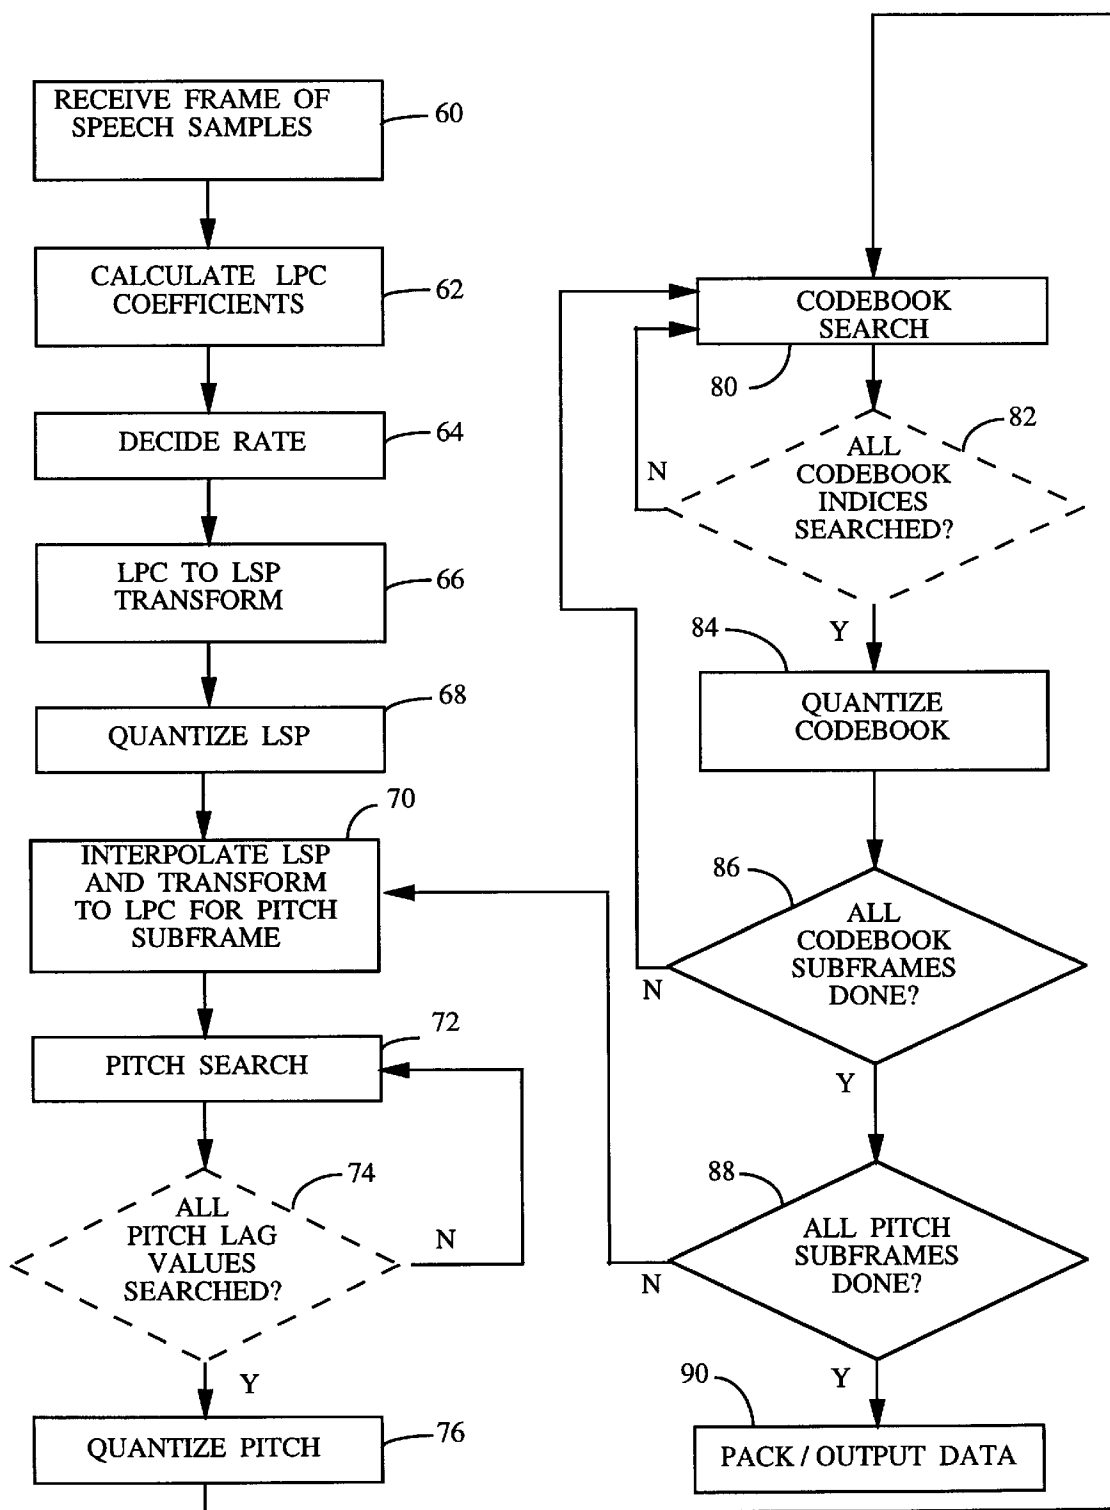 RECEIVE FRAME OF
SPEECH SAMPLES
60
CALCULATE LPC
COEFFICIENTS
62
DECIDE RATE
64
LPC TO LSP
TRANSFORM
66
68
QUANTIZE LSP
70
INTERPOLATE LSP
AND TRANSFORM
TO LPC FOR PITCH
SUBFRAME
72
PITCH SEARCH
74
ALL
PITCH LAG
VALUES
SEARCHED?
N
Y
QUANTIZE PITCH
76
CODEBOOK
SEARCH
80
82
ALL
CODEBOOK
INDICES
SEARCHED?
N
Y
84
QUANTIZE
CODEBOOK
86
ALL
CODEBOOK
SUBFRAMES
DONE?
N
Y
88
ALL PITCH
SUBFRAMES
DONE?
N
Y
90
PACK / OUTPUT DATA